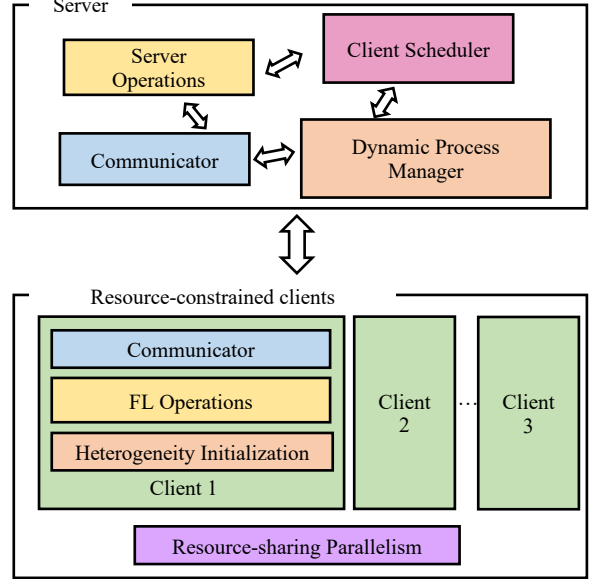 Server
Server
Operations
Client Scheduler
Communicator
Dynamic Process
Manager
Resource-constrained clients
Communicator
FL Operations
Heterogeneity Initialization
Client 1
Client
2
...
Client
3
Resource-sharing Parallelism